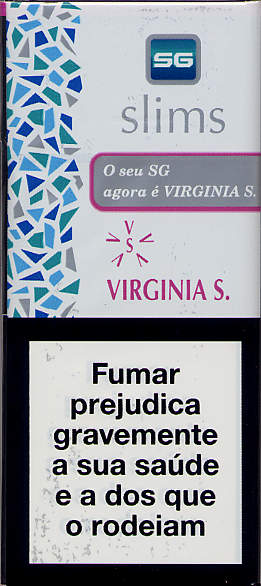 SG
slims
O seu SG
agora é VIRGINIA S.
V
S
VIRGINIA S.
Fumar
prejudica
gravemente
a sua saúde
e a dos que
o rodeiam